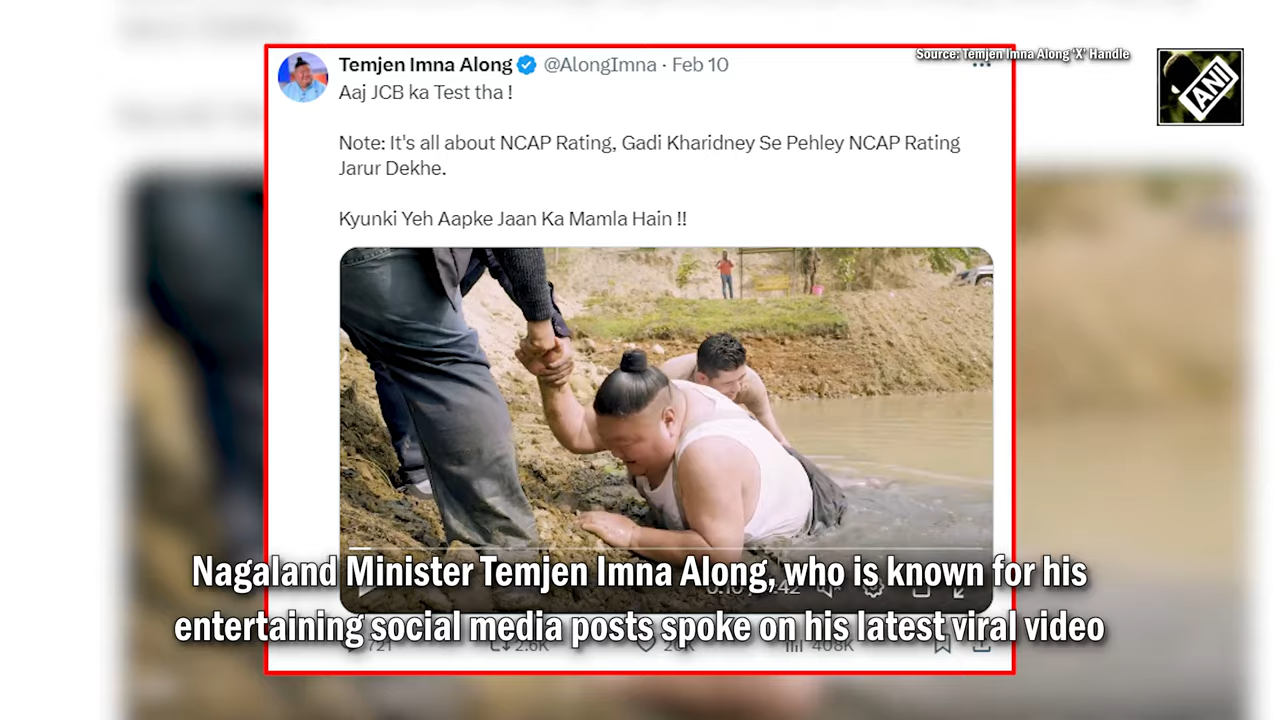 Source: Temjen Imna Along 'X' Handle
ANI
Temjen Imna Along @AlongImna · Feb 10
Aaj JCB ka Test tha !
Note: It's all about NCAP Rating, Gadi Kharidney Se Pehley NCAP Rating
Jarur Dekhe.
Kyunki Yeh Aapke Jaan Ka Mamla Hain !!
Nagaland Minister Temjen Imna Along, who is known for his
entertaining social media posts spoke on his latest viral video
721 2.6K 408K